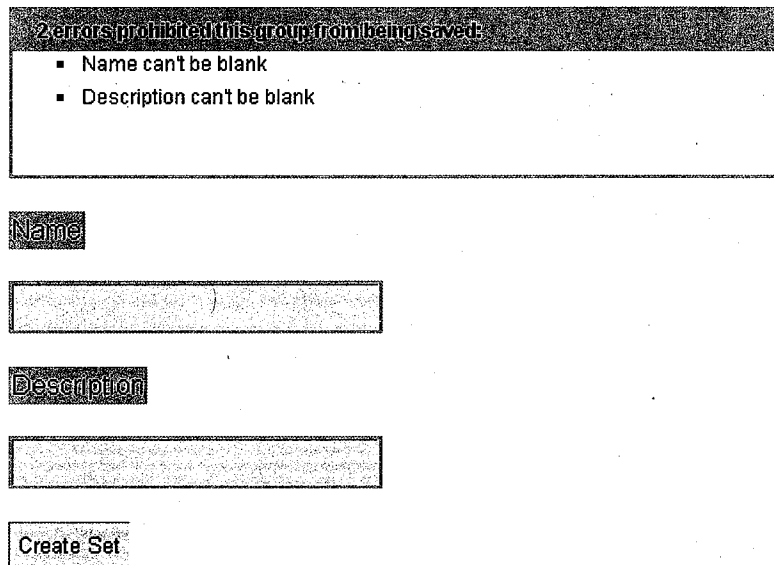 2 errors prohibited this group from being saved:
▪ Name can't be blank
▪ Description can't be blank
Name
Description
Create Set